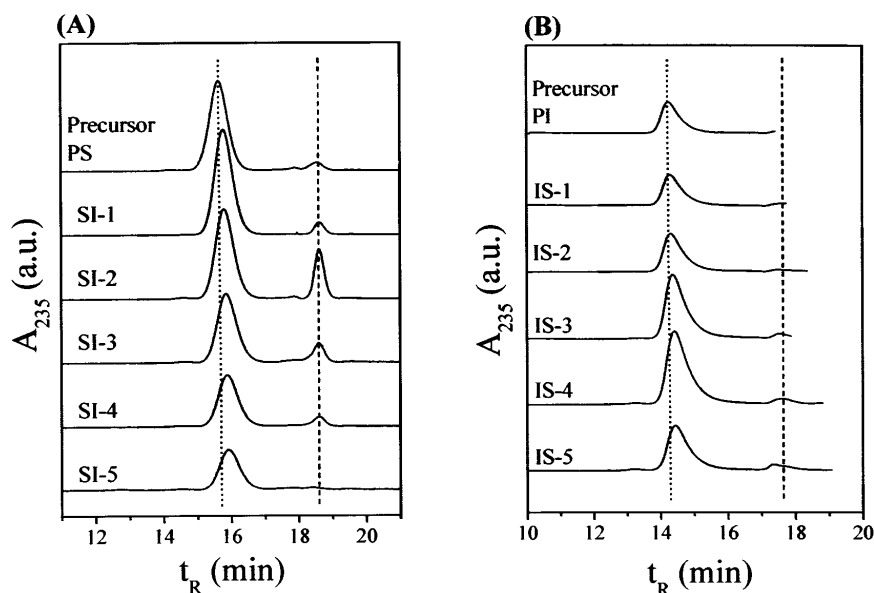 (A)
Precursor
PS
SI-1
SI-2
SI-3
SI-4
SI-5
A235 (a.u.)
12 14 16 18 20
tR (min)
(B)
Precursor
PI
IS-1
IS-2
IS-3
IS-4
IS-5
A235 (a.u.)
10 12 14 16 18 20
tR (min)